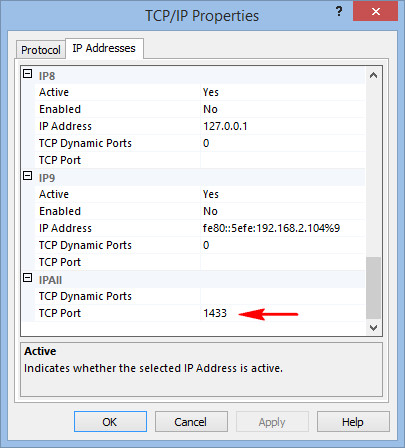 TCP/IP Properties
? ×
Protocol IP Addresses
IP8
Active Yes
Enabled No
IP Address 127.0.0.1
TCP Dynamic Ports 0
TCP Port
IP9
Active Yes
Enabled No
IP Address fe80::5efe:192.168.2.104%9
TCP Dynamic Ports 0
TCP Port
IPAll
TCP Dynamic Ports
TCP Port 1433
Active
Indicates whether the selected IP Address is active.
OK Cancel Apply Help